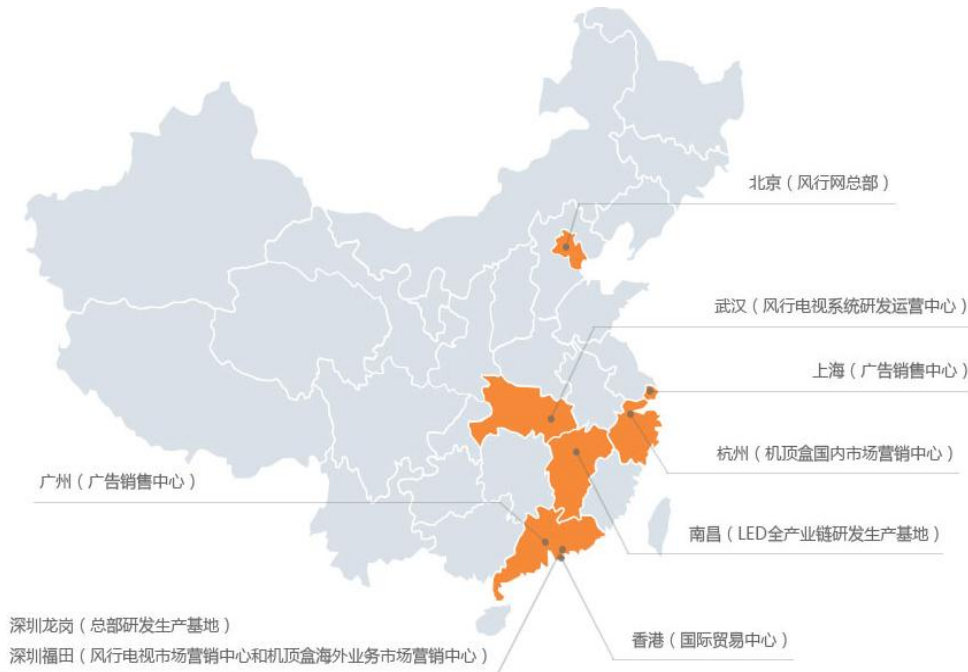 北京（风行网总部）
武汉（风行电视系统研发运营中心）
上海（广告销售中心）
杭州（机顶盒国内市场营销中心）
广州（广告销售中心）
南昌（LED全产业链研发生产基地）
深圳龙岗（总部研发生产基地）
香港（国际贸易中心）
深圳福田（风行电视市场营销中心和机顶盒海外业务市场营销中心）